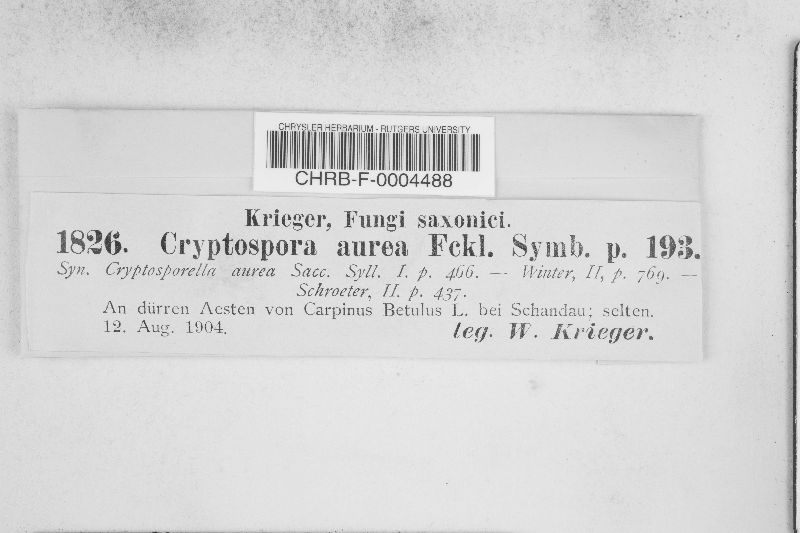 CHRYSLER HERBARIUM - RUTGERS UNIVERSITY
CHRB-F-0004488
Krieger, Fungi saxonici.
1826. Cryptospora aurea Fckl. Symb. p. 193.
Syn. Cryptosporella aurea Sacc. Syll. I. p. 466. — Winter, II, p. 769. —
Schroeter, II. p. 437.
An dürren Aesten von Carpinus Betulus L. bei Schandau; selten.
12. Aug. 1904.
leg. W. Krieger.